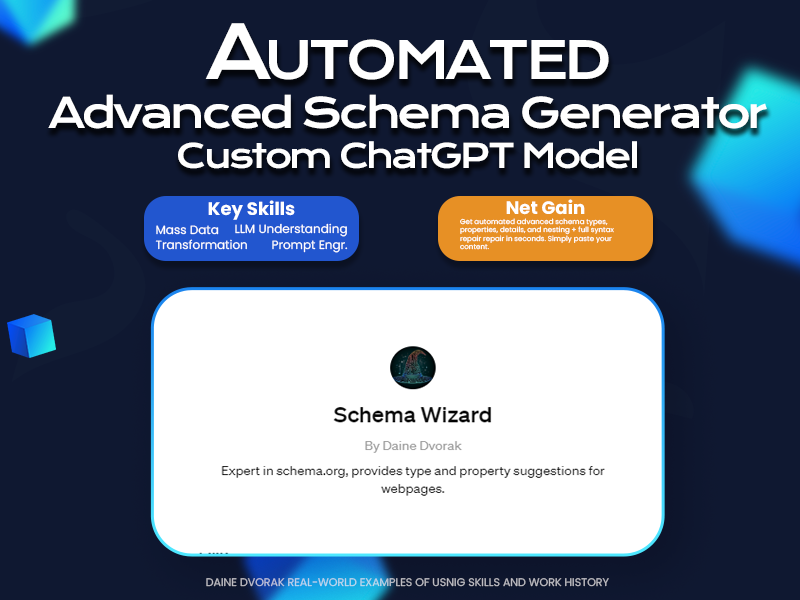 AUTOMATED
Advanced Schema Generator
Custom ChatGPT Model
Key Skills
Mass Data LLM Understanding
Transformation Prompt Engr.
Net Gain
Get automated advanced schema types,
properties, details, and nesting + full syntax
repair repair in seconds. Simply paste your
content.
Schema Wizard
By Daine Dvorak
Expert in schema.org, provides type and property suggestions for
webpages.
DAINE DVORAK REAL-WORLD EXAMPLES OF USNIG SKILLS AND WORK HISTORY